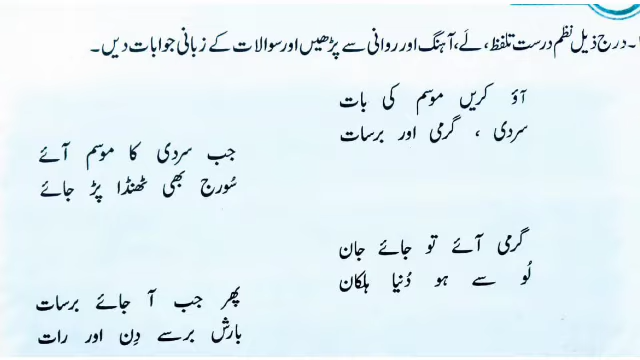 ۔ درج ذیل نظم درست تلفظ، لَے، آہنگ اور روانی سے پڑھیں اور سوالات کے زبانی جوابات دیں۔
آؤ کریں موسم کی بات
سردی ، گرمی اور برسات
جب سردی کا موسم آئے
سُورج بھی ٹھنڈا پڑ جائے
گرمی آئے تو جائے جان
لُو سے ہو دُنیا ہلکان
پھر جب آ جائے برسات
بارش برسے دِن اور رات